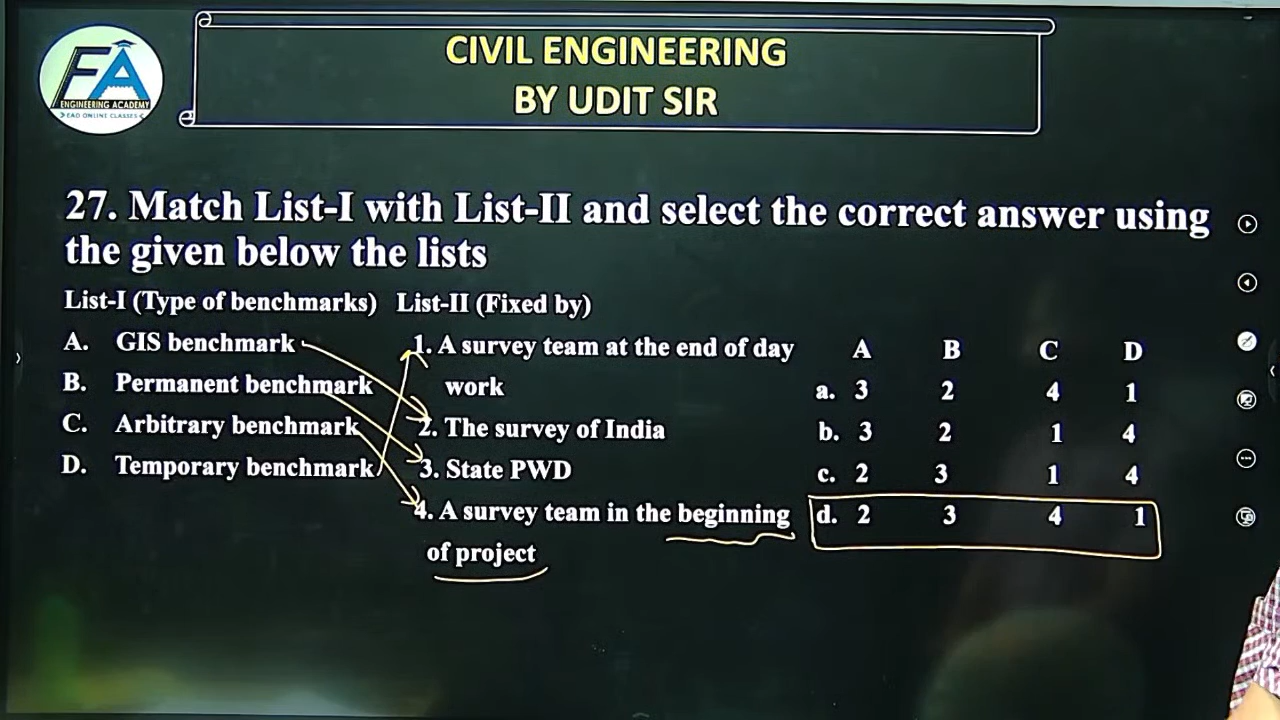 FA
ENGINEERING ACADEMY
EAD ONLINE CLASSES
CIVIL ENGINEERING
BY UDIT SIR
27. Match List-I with List-II and select the correct answer using
the given below the lists
List-I (Type of benchmarks) List-II (Fixed by)
A. GIS benchmark
B. Permanent benchmark
C. Arbitrary benchmark
D. Temporary benchmark
1. A survey team at the end of day
work
2. The survey of India
3. State PWD
4. A survey team in the beginning
of project
A B C D
a. 3 2 4 1
b. 3 2 1 4
c. 2 3 1 4
d. 2 3 4 1